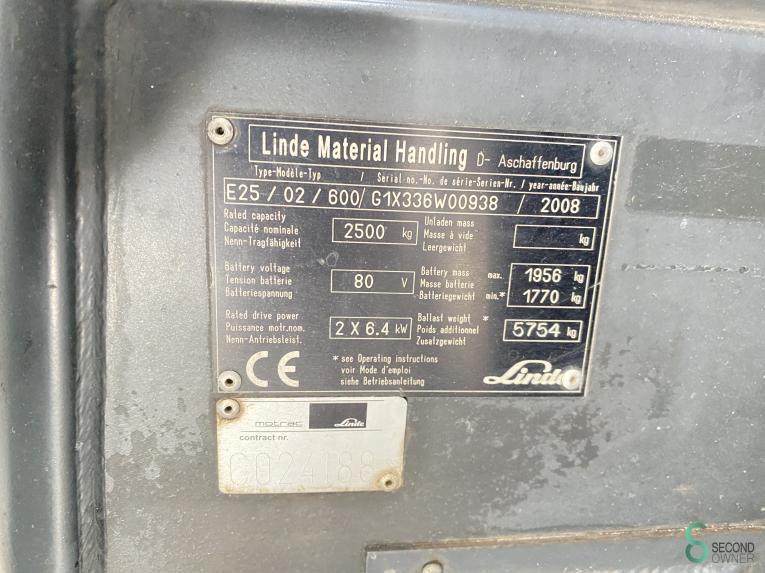 Linde Material Handling D- Aschaffenburg
Type-Modèle-Typ / Serial no.-No. de série-Serien-Nr. / year-année-Baujahr
E25 / 02 / 600 / G1X336W00938 / 2008
Rated capacity
Capacité nominale
Nenn-Tragfähigkeit
2500 kg
Unladen mass
Masse à vide
Leergewicht
kg
Battery voltage
Tension batterie
Batteriespannung
80 V
Battery mass max. 1956 kg
Masse batterie
Batteriegewicht min.* 1770 kg
Rated drive power
Puissance motr.nom.
Nenn-Antriebsleist.
2 X 6.4 kW
Ballast weight *
Poids additionnel
Zusatzgewicht
5754 kg
CE
* see Operating instructions
voir Mode d'emploi
siehe Betriebsanleitung
Linde
motrac Linde
contract nr.
C024188
SECOND
OWNER